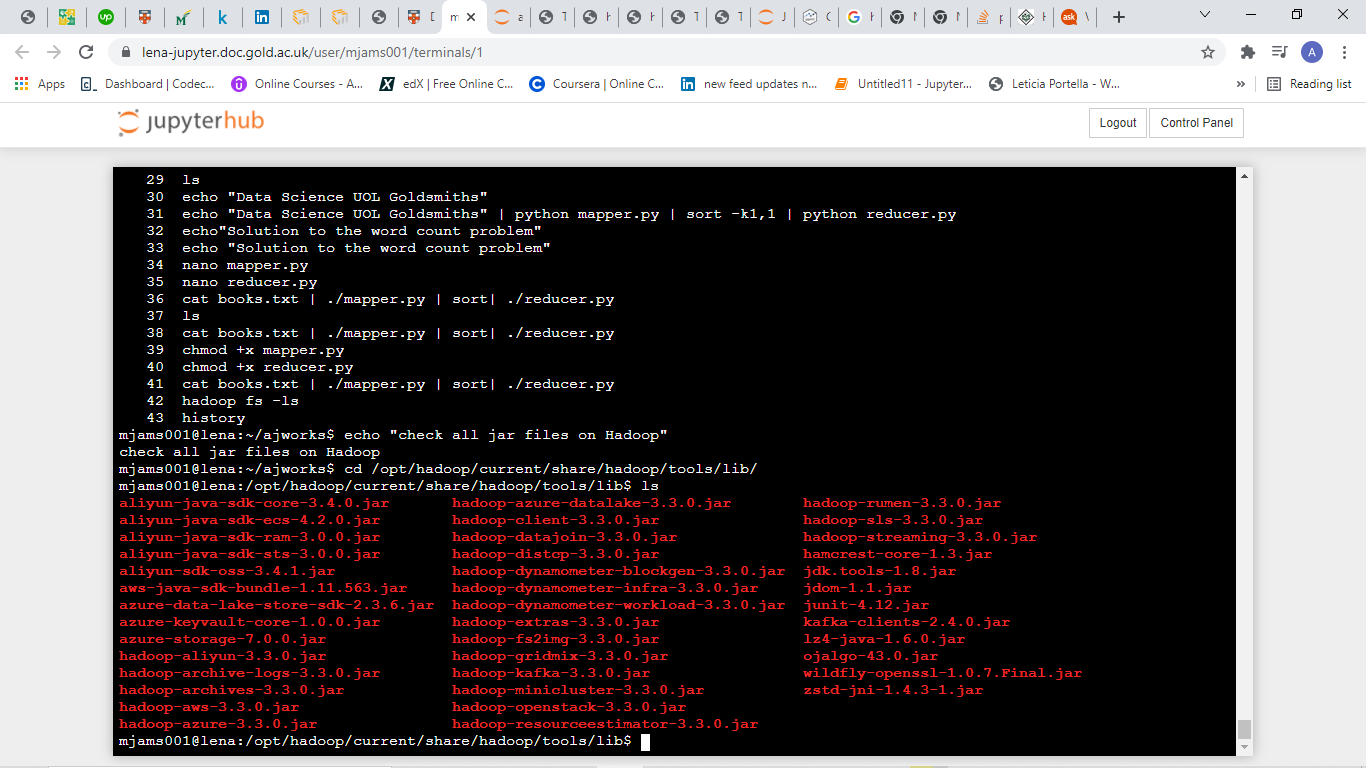 up
k
in
D
m
a
T
h
h
T
T
J
C
G
H
N
N
p
H
ask
V
lena-jupyter.doc.gold.ac.uk/user/mjams001/terminals/1
A
Apps
Dashboard | Codec...
Online Courses - A...
edX | Free Online C...
Coursera | Online C...
new feed updates n...
Untitled11 - Jupyter...
Leticia Portella - W...
»
Reading list
jupyterhub
Logout
Control Panel
29 ls
30 echo "Data Science UOL Goldsmiths"
31 echo "Data Science UOL Goldsmiths" | python mapper.py | sort -k1,1 | python reducer.py
32 echo"Solution to the word count problem"
33 echo "Solution to the word count problem"
34 nano mapper.py
35 nano reducer.py
36 cat books.txt | ./mapper.py | sort| ./reducer.py
37 ls
38 cat books.txt | ./mapper.py | sort| ./reducer.py
39 chmod +x mapper.py
40 chmod +x reducer.py
41 cat books.txt | ./mapper.py | sort| ./reducer.py
42 hadoop fs -ls
43 history
mjams001@lena:~/ajworks$ echo "check all jar files on Hadoop"
check all jar files on Hadoop
mjams001@lena:~/ajworks$ cd /opt/hadoop/current/share/hadoop/tools/lib/
mjams001@lena:/opt/hadoop/current/share/hadoop/tools/lib$ ls
aliyun-java-sdk-core-3.4.0.jar hadoop-azure-datalake-3.3.0.jar hadoop-rumen-3.3.0.jar
aliyun-java-sdk-ecs-4.2.0.jar hadoop-client-3.3.0.jar hadoop-sls-3.3.0.jar
aliyun-java-sdk-ram-3.0.0.jar hadoop-datajoin-3.3.0.jar hadoop-streaming-3.3.0.jar
aliyun-java-sdk-sts-3.0.0.jar hadoop-distcp-3.3.0.jar hamcrest-core-1.3.jar
aliyun-sdk-oss-3.4.1.jar hadoop-dynamometer-blockgen-3.3.0.jar jdk.tools-1.8.jar
aws-java-sdk-bundle-1.11.563.jar hadoop-dynamometer-infra-3.3.0.jar jdom-1.1.jar
azure-data-lake-store-sdk-2.3.6.jar hadoop-dynamometer-workload-3.3.0.jar junit-4.12.jar
azure-keyvault-core-1.0.0.jar hadoop-extras-3.3.0.jar kafka-clients-2.4.0.jar
azure-storage-7.0.0.jar hadoop-fs2img-3.3.0.jar lz4-java-1.6.0.jar
hadoop-aliyun-3.3.0.jar hadoop-gridmix-3.3.0.jar ojalgo-43.0.jar
hadoop-archive-logs-3.3.0.jar hadoop-kafka-3.3.0.jar wildfly-openssl-1.0.7.Final.jar
hadoop-archives-3.3.0.jar hadoop-minicluster-3.3.0.jar zstd-jni-1.4.3-1.jar
hadoop-aws-3.3.0.jar hadoop-openstack-3.3.0.jar
hadoop-azure-3.3.0.jar hadoop-resourceestimator-3.3.0.jar
mjams001@lena:/opt/hadoop/current/share/hadoop/tools/lib$